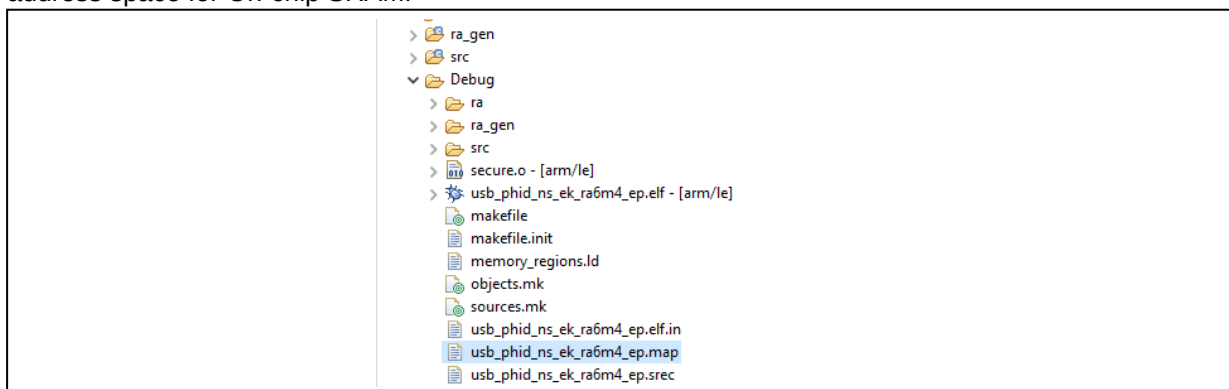 address space for On-chip SRAM.
ra_gen
src
Debug
ra
ra_gen
src
secure.o - [arm/le]
usb_phid_ns_ek_ra6m4_ep.elf - [arm/le]
makefile
makefile.init
memory_regions.ld
objects.mk
sources.mk
usb_phid_ns_ek_ra6m4_ep.elf.in
usb_phid_ns_ek_ra6m4_ep.map
usb_phid_ns_ek_ra6m4_ep.srec